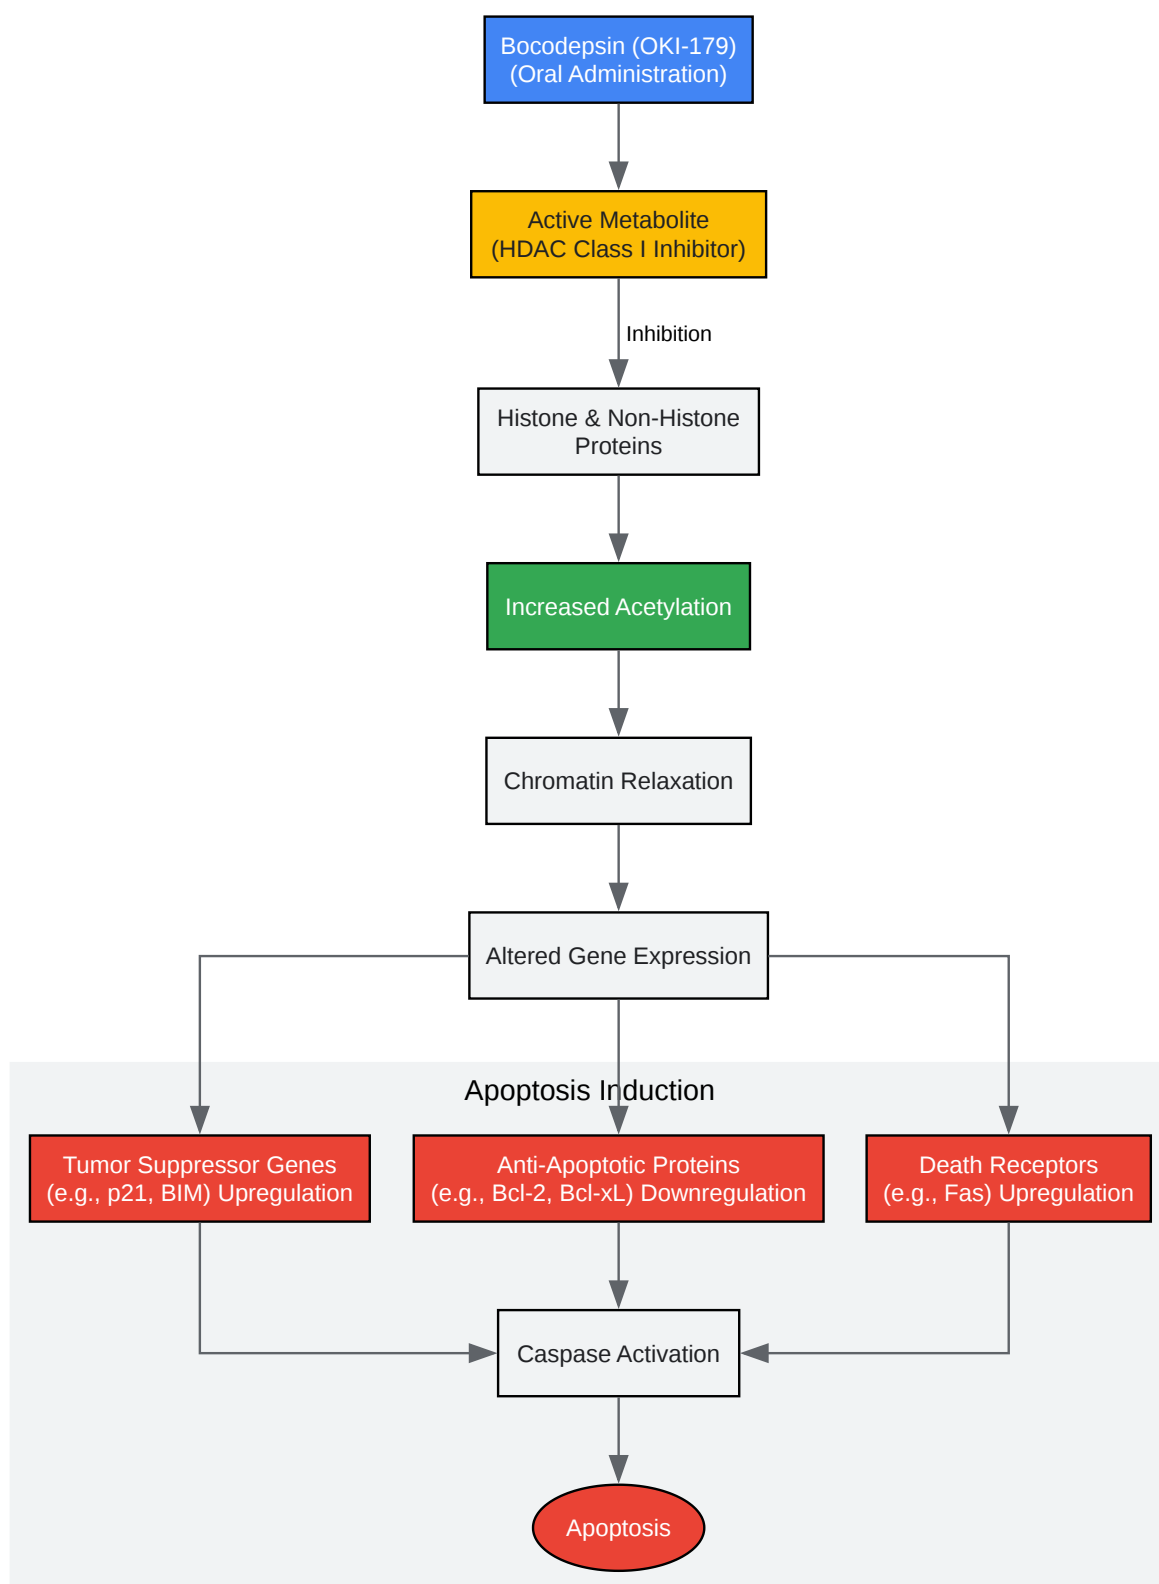 Bocodepsin (OKI-179)
(Oral Administration)
Active Metabolite
(HDAC Class I Inhibitor)
Inhibition
Histone & Non-Histone
Proteins
Increased Acetylation
Chromatin Relaxation
Altered Gene Expression
Apoptosis Induction
Tumor Suppressor Genes
(e.g., p21, BIM) Upregulation
Anti-Apoptotic Proteins
(e.g., Bcl-2, Bcl-xL) Downregulation
Death Receptors
(e.g., Fas) Upregulation
Caspase Activation
Apoptosis